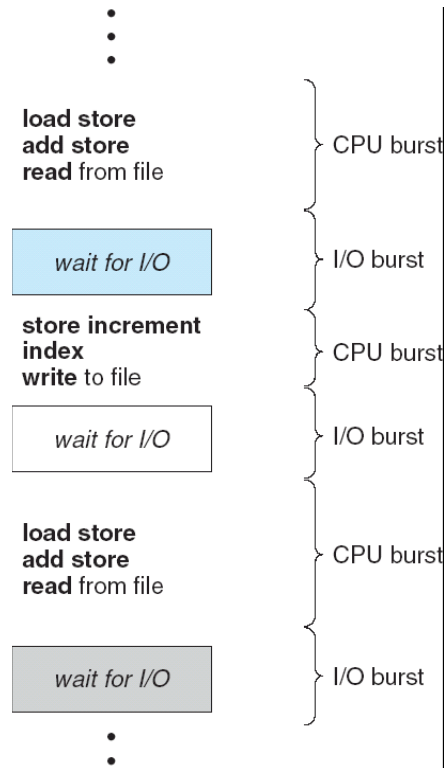 load store
add store
read from file
CPU burst
wait for I/O
I/O burst
store increment
index
write to file
CPU burst
wait for I/O
I/O burst
load store
add store
read from file
CPU burst
wait for I/O
I/O burst